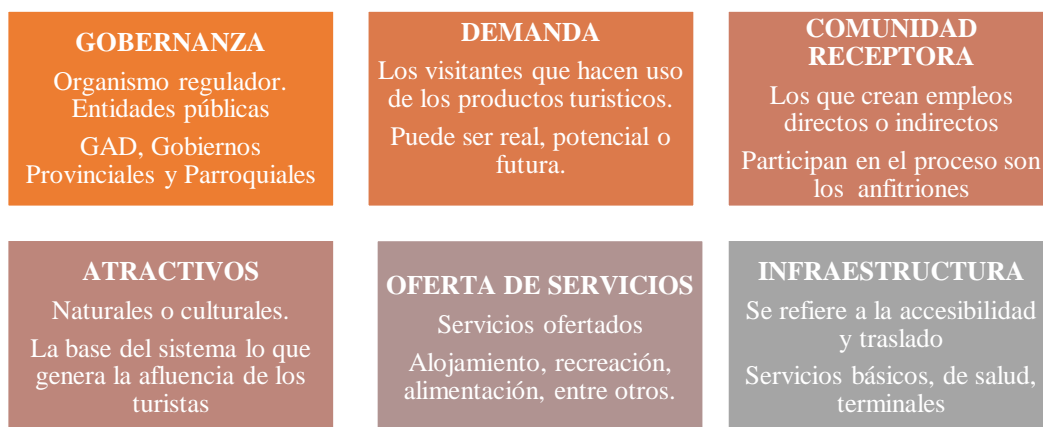 GOBERNANZA
Organismo regulador.
Entidades públicas
GAD, Gobiernos
Provinciales y Parroquiales
DEMANDA
Los visitantes que hacen uso
de los productos turisticos.
Puede ser real, potencial o
futura.
COMUNIDAD
RECEPTORA
Los que crean empleos
directos o indirectos
Participan en el proceso son
los anfitriones
ATRACTIVOS
Naturales o culturales.
La base del sistema lo que
genera la afluencia de los
turistas
OFERTA DE SERVICIOS
Servicios ofertados
Alojamiento, recreación,
alimentación, entre otros.
INFRAESTRUCTURA
Se refiere a la accesibilidad
y traslado
Servicios básicos, de salud,
terminales